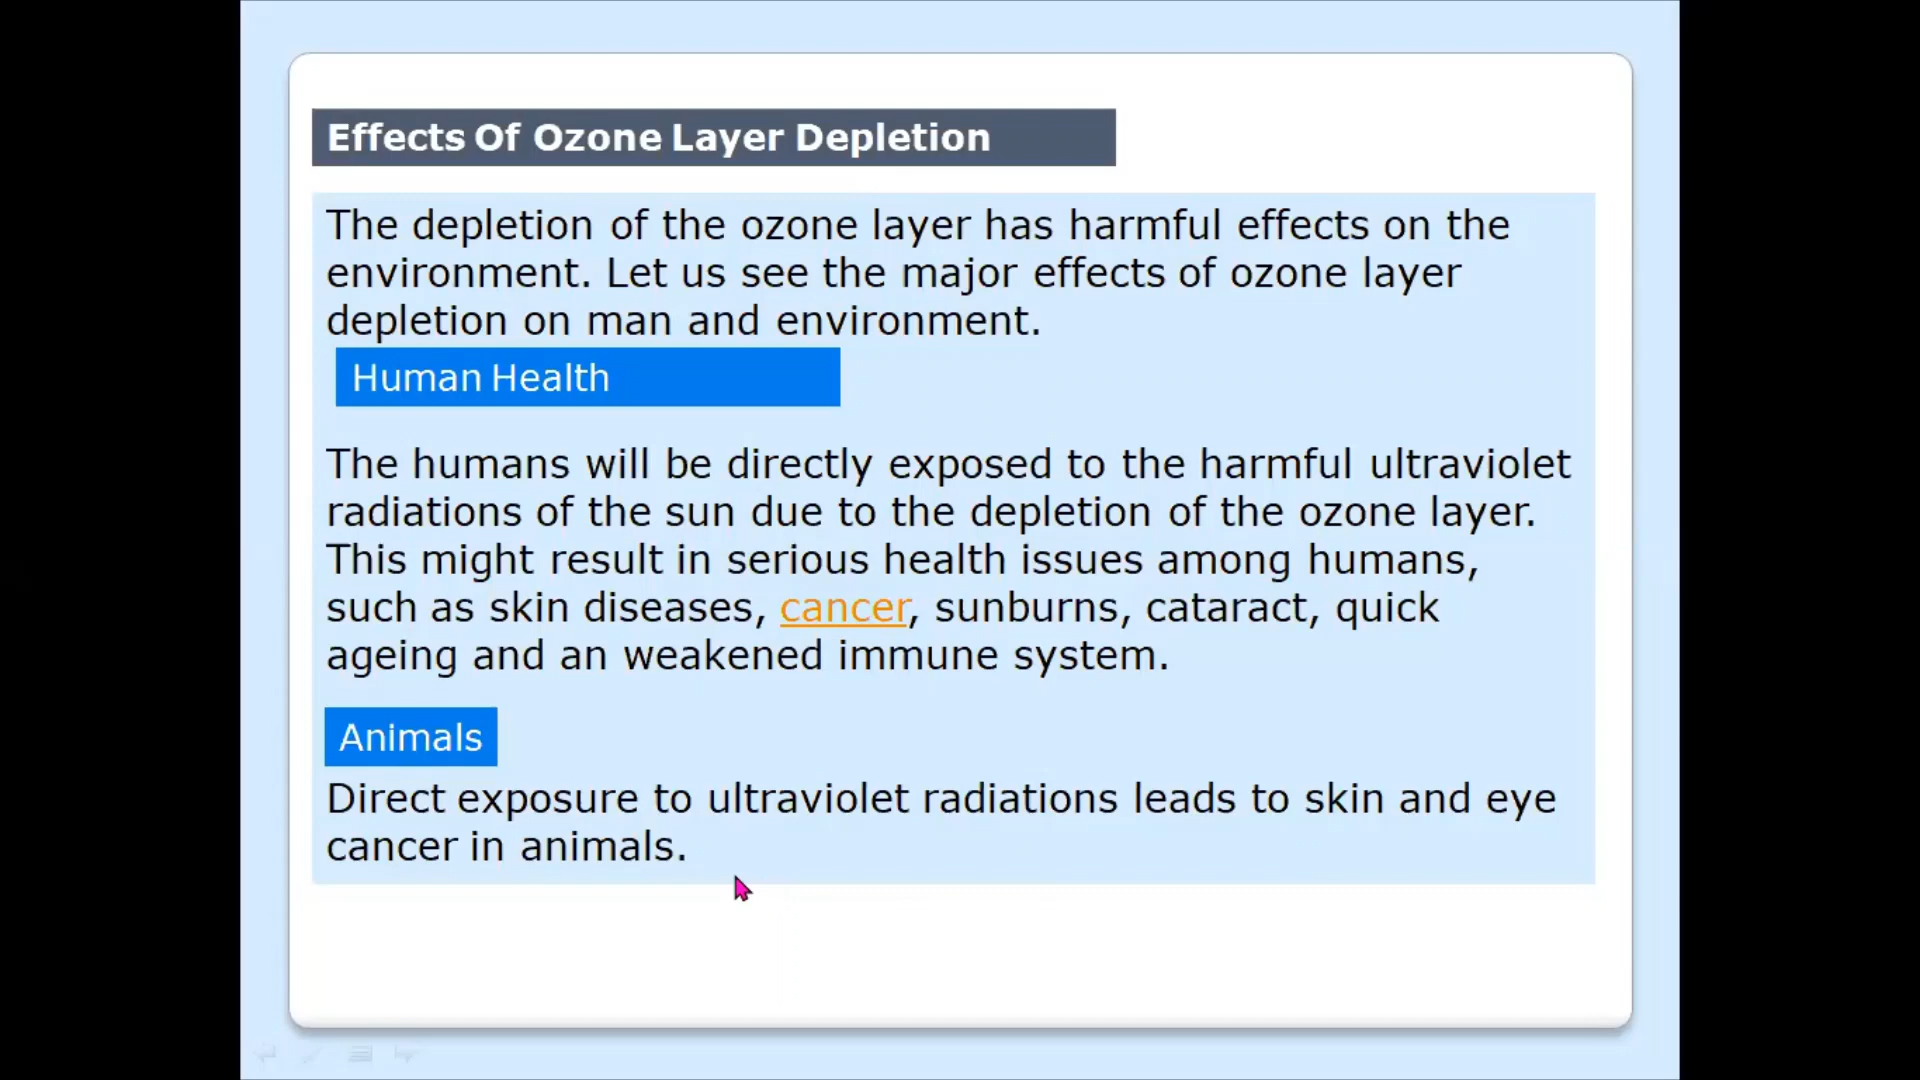 Effects Of Ozone Layer Depletion
The depletion of the ozone layer has harmful effects on the
environment. Let us see the major effects of ozone layer
depletion on man and environment.
Human Health
The humans will be directly exposed to the harmful ultraviolet
radiations of the sun due to the depletion of the ozone layer.
This might result in serious health issues among humans,
such as skin diseases, cancer, sunburns, cataract, quick
ageing and an weakened immune system.
Animals
Direct exposure to ultraviolet radiations leads to skin and eye
cancer in animals.